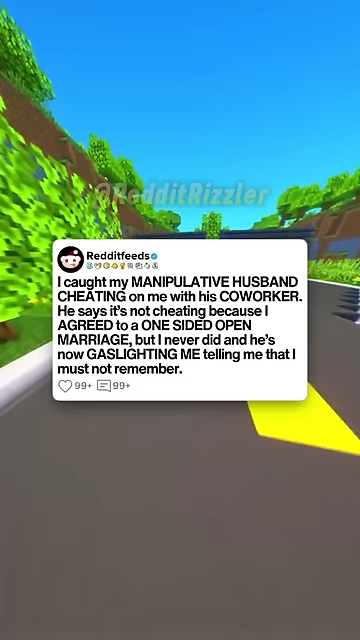 @RedditRizzler
Redditfeeds
I caught my MANIPULATIVE HUSBAND
CHEATING on me with his COWORKER.
He says it's not cheating because I
AGREED to a ONE SIDED OPEN
MARRIAGE, but I never did and he's
now GASLIGHTING ME telling me that I
must not remember.
99+ 99+